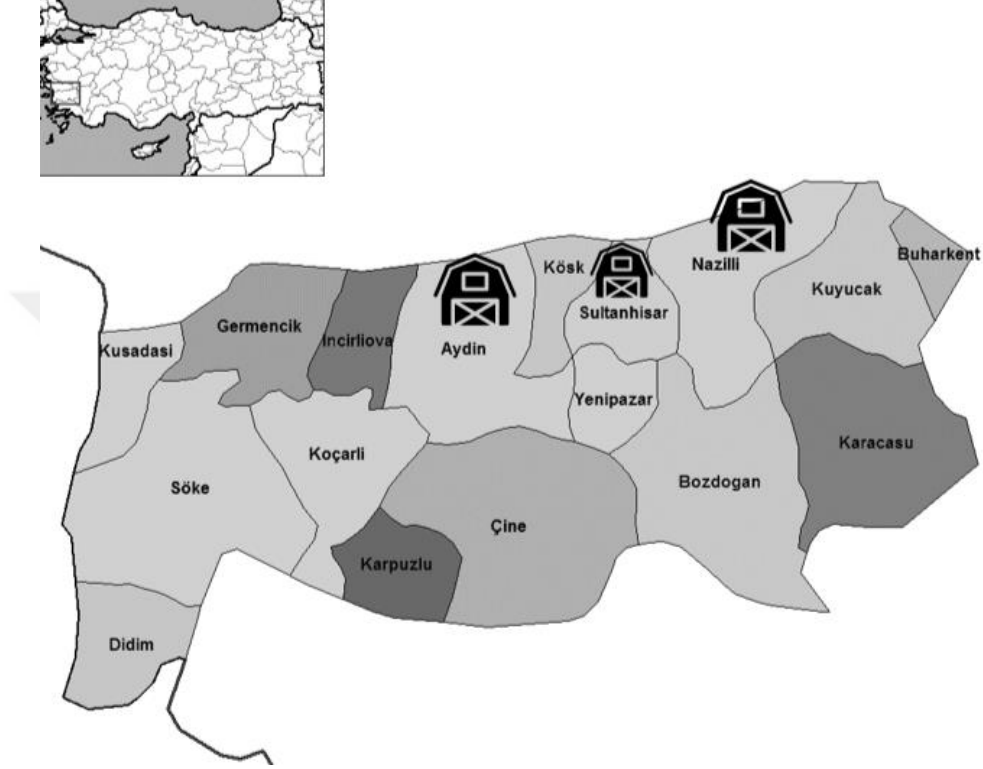 Buharkent
Kösk
Nazilli
Kuyucak
Sultanhisar
Germencik
Incirliova
Aydin
Kusadasi
Yenipazar
Karacasu
Koçarli
Bozdogan
Söke
Çine
Karpuzlu
Didim